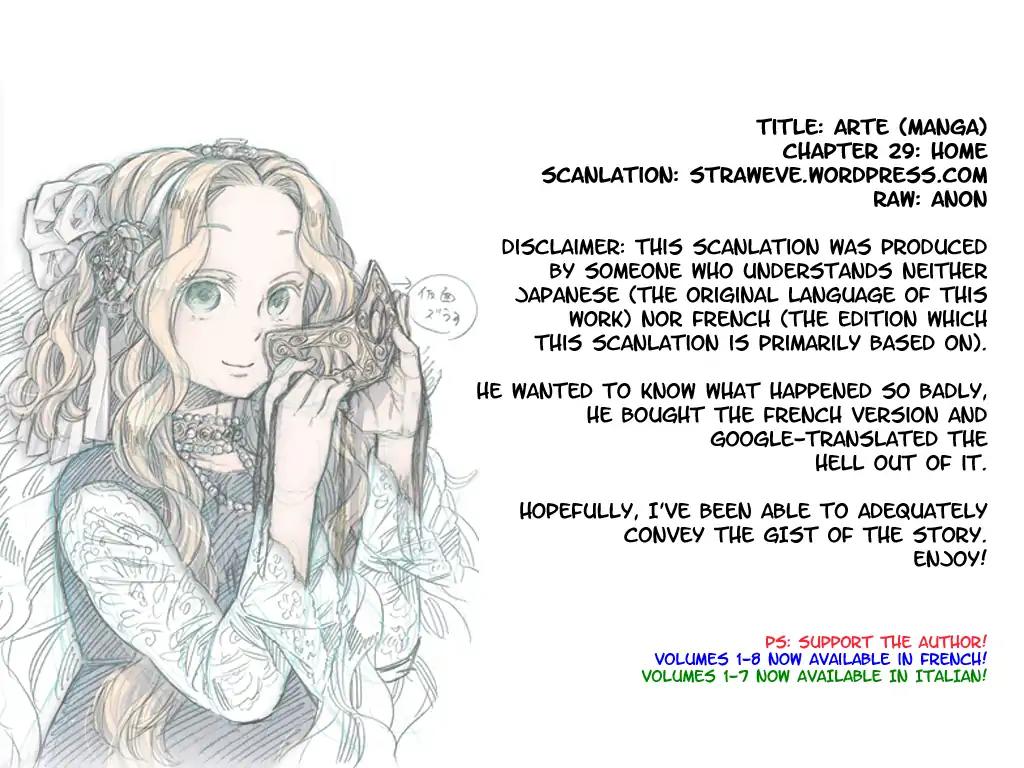 仮面
TITLE: ARTE (MANGA)
CHAPTER 29: HOME
SCANLATION: STRAWEVE.WORDPRESS.COM
RAW: ANON
DISCLAIMER: THIS SCANLATION WAS PRODUCED
BY SOMEONE WHO UNDERSTANDS NEITHER
JAPANESE (THE ORIGINAL LANGUAGE OF THIS
WORK) NOR FRENCH (THE EDITION WHICH
THIS SCANLATION IS PRIMARILY BASED ON).
HE WANTED TO KNOW WHAT HAPPENED SO BADLY,
HE BOUGHT THE FRENCH VERSION AND
GOOGLE-TRANSLATED THE
HELL OUT OF IT.
HOPEFULLY, I'VE BEEN ABLE TO ADEQUATELY
CONVEY THE GIST OF THE STORY.
ENJOY!
PS: SUPPORT THE AUTHOR!
VOLUMES 1-8 NOW AVAILABLE IN FRENCH!
VOLUMES 1-7 NOW AVAILABLE IN ITALIAN!